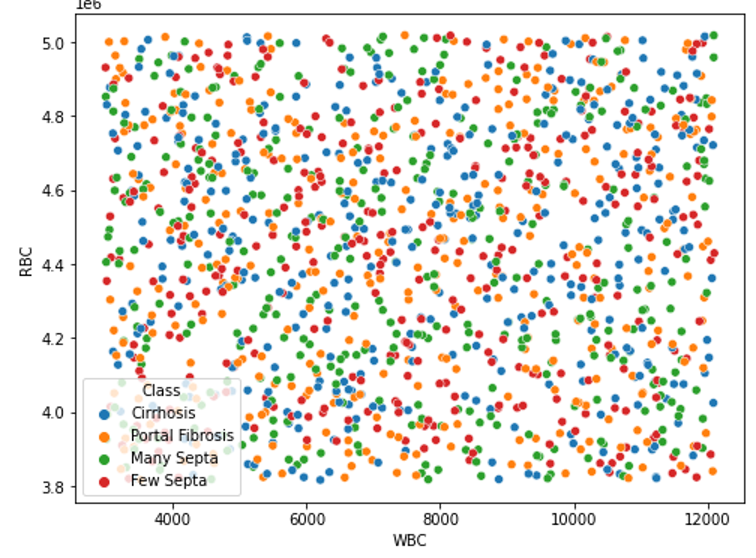 1e6
5.0
4.8
4.6
4.4
4.2
4.0
3.8
RBC
Class
Cirrhosis
Portal Fibrosis
Many Septa
Few Septa
4000 6000 8000 10000 12000
WBC